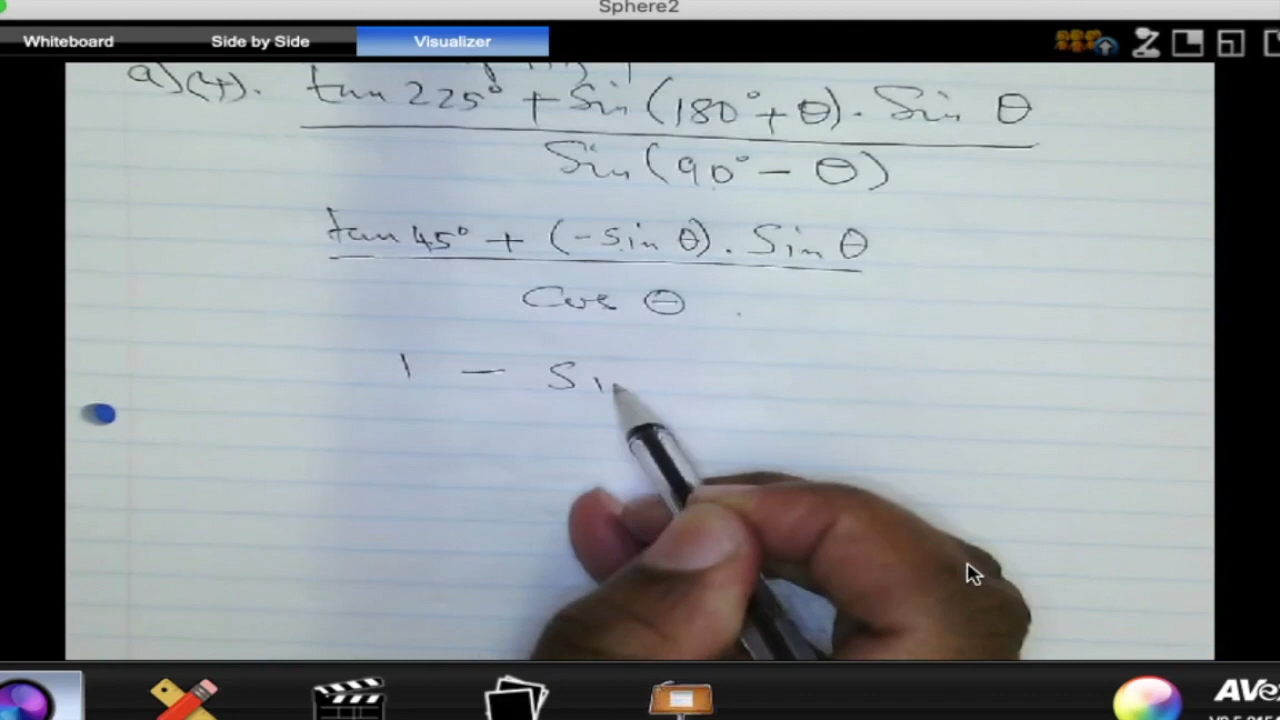 Sphere2
Whiteboard Side by Side Visualizer
a)(4). tan 225° + Sin (180° + θ) . Sin θ
Sin (90° - θ)
tan 45° + (-sin θ) . Sin θ
Cos θ
1 - Si
AVe